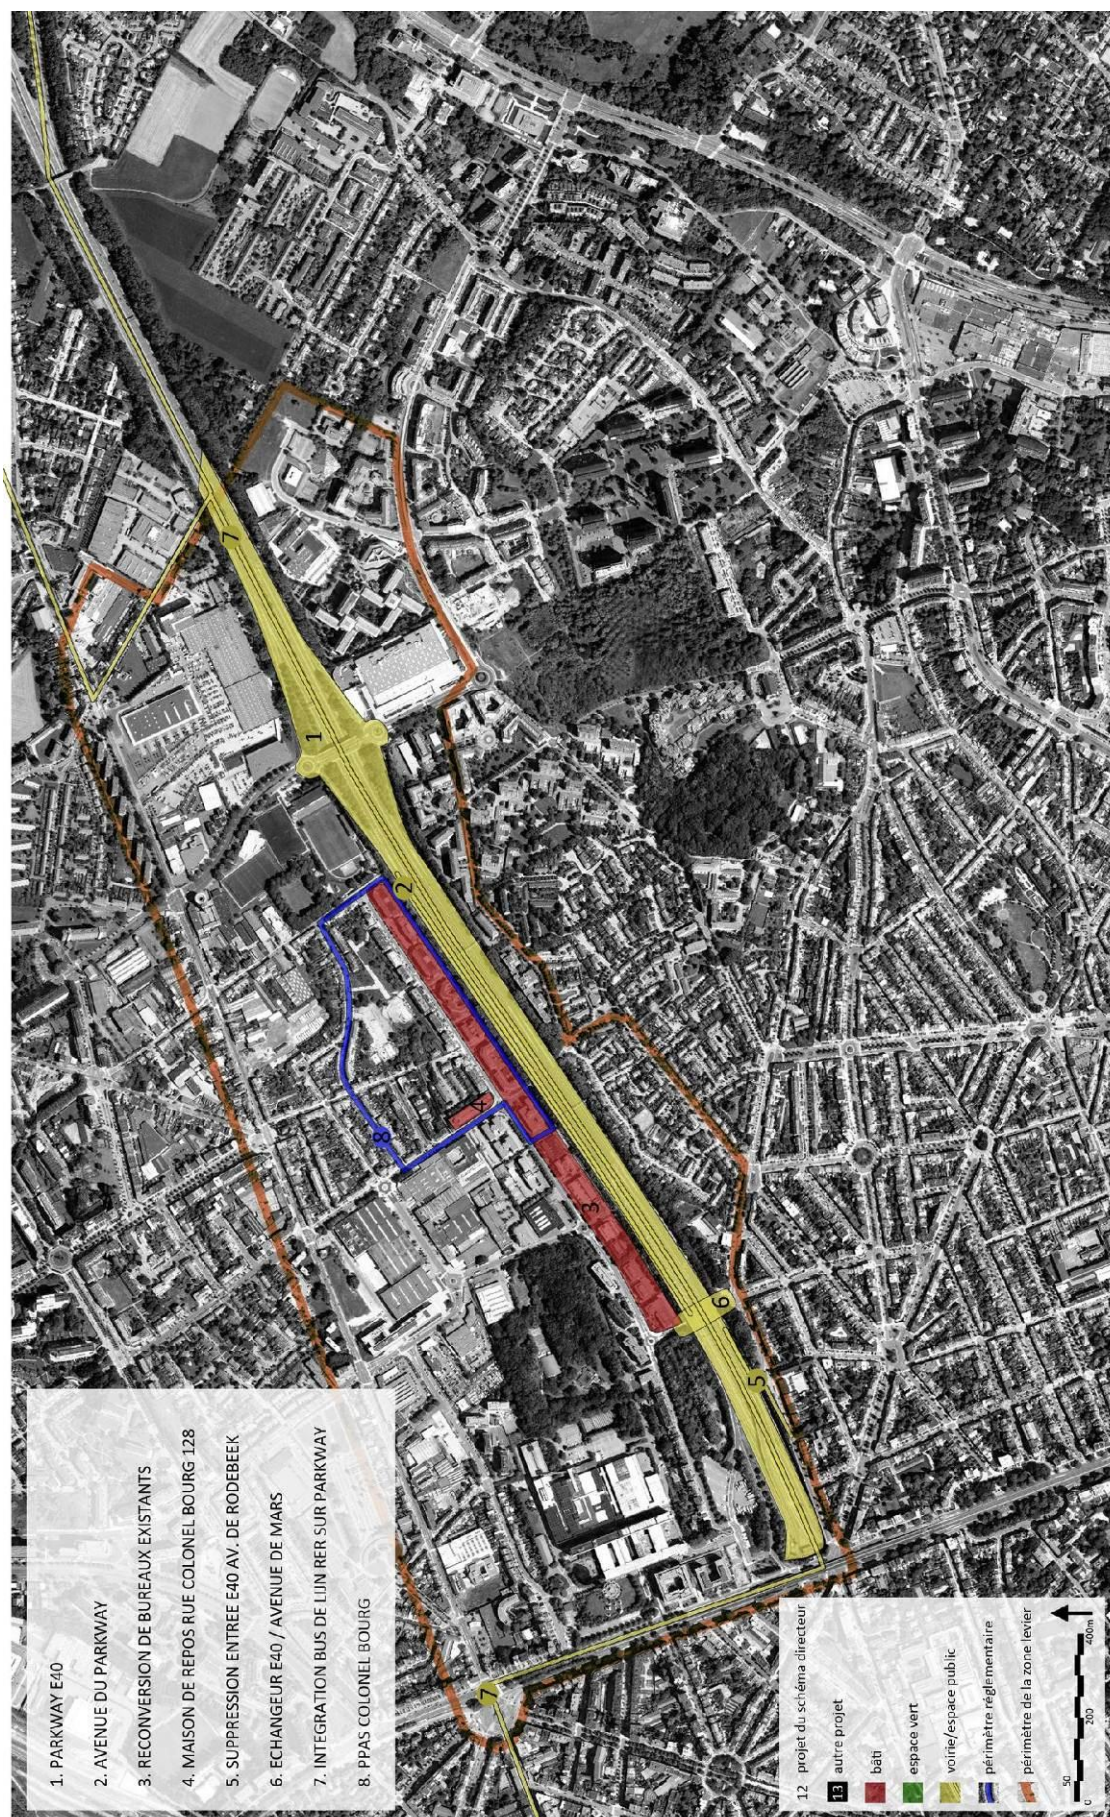 1. PARKWAY E40
2. AVENUE DU PARKWAY
3. RECONVERSION DE BUREAUX EXISTANTS
4. MAISON DE REPOS RUE COLONEL BOURG 128
5. SUPPRESSION ENTREE E40 AV. DE RODEBEEK
6. ECHANGEUR E40 / AVENUE DE MARS
7. INTEGRATION BUS DE LIJN RER SUR PARKWAY
8. PPAS COLONEL BOURG
7
8
4
3
1
2
7
6
5
12 projet du schéma directeur
13 autre projet
bâti
espace vert
voirie/espace public
périmètre réglementaire
périmètre de la zone levier
0 50 200 400m